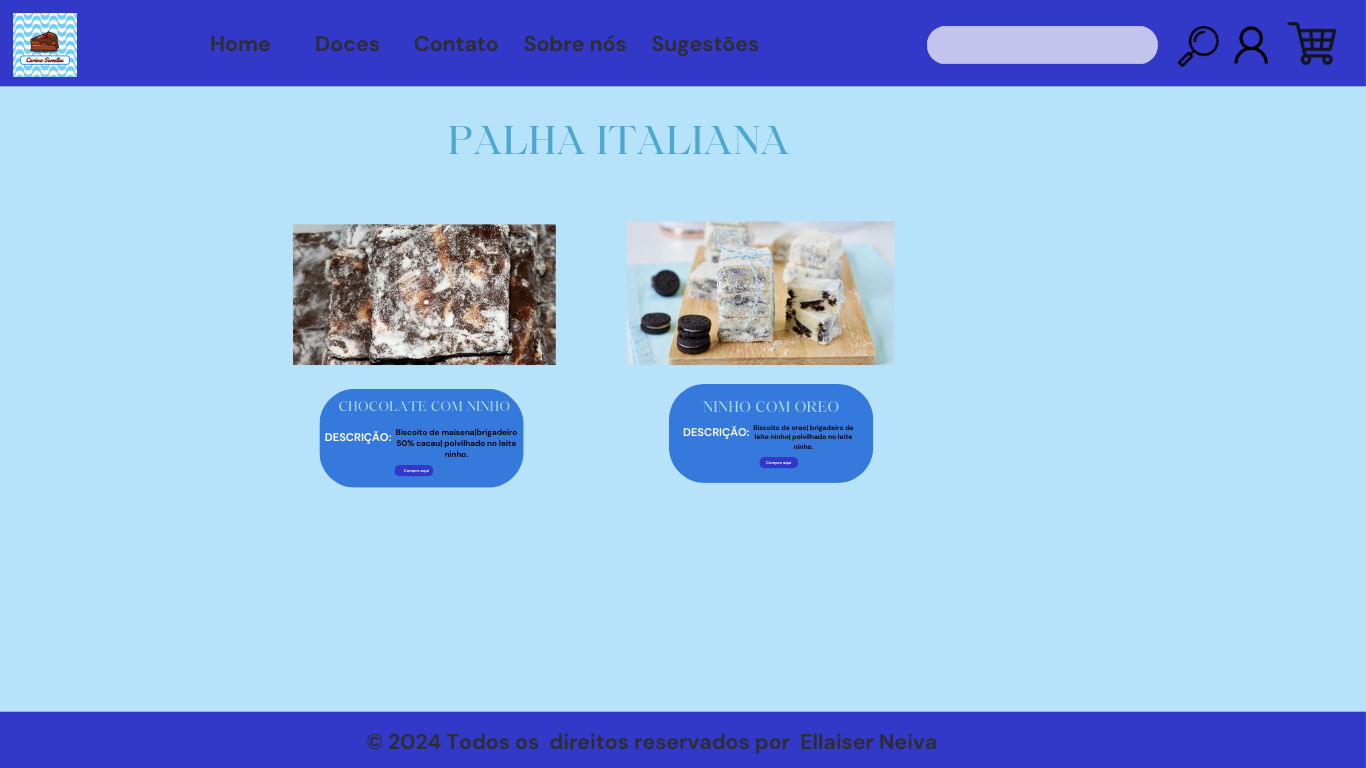 Carioca Sweeties
Home Doces Contato Sobre nós Sugestões
PALHA ITALIANA
CHOCOLATE COM NINHO
DESCRIÇÃO:
Biscoito de maisena|brigadeiro
50% cacau| polvilhado no leite
ninho.
Compre aqui
NINHO COM OREO
DESCRIÇÃO:
Biscoito de oreo| brigadeiro de
leite ninho| polvilhado no leite
ninho.
Compre aqui
© 2024 Todos os direitos reservados por Ellaiser Neiva